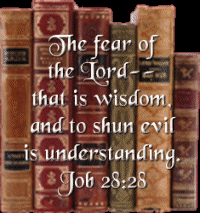 The fear of
the Lord--
that is wisdom,
and to shun evil
is understanding.
Job 28:28